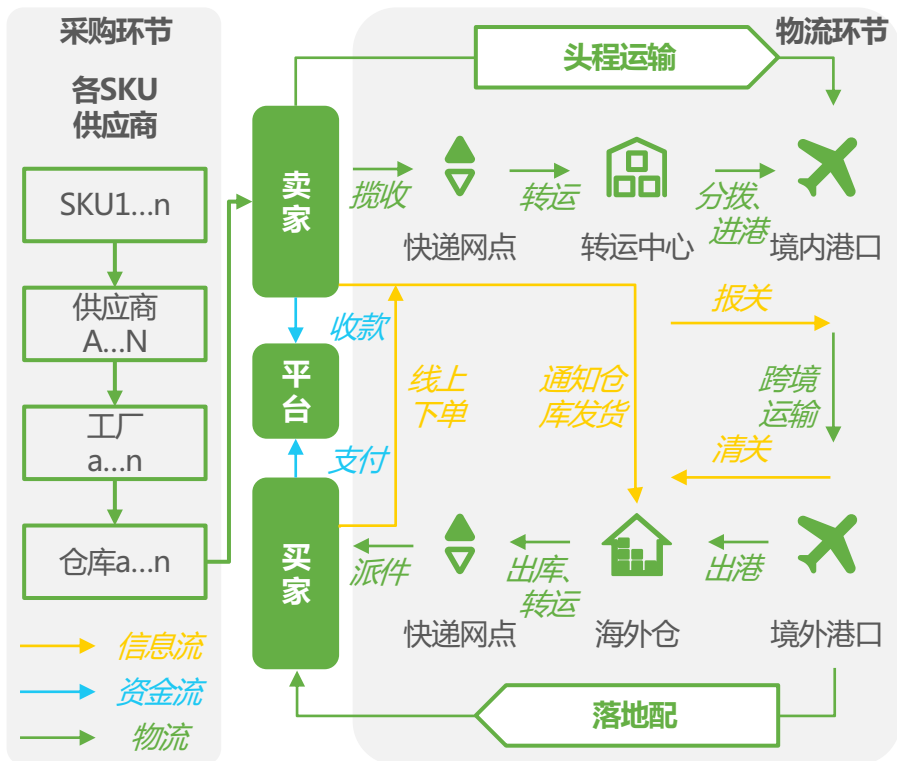 采购环节
各SKU
供应商
SKU1...n
供应商
A...N
工厂
a...n
仓库a...n
信息流
资金流
物流
卖
家
收款
平
台
支付
买
家
物流环节
头程运输
揽收
快递网点
转运
转运中心
分拨、
进港
境内港口
线上
下单
通知仓
库发货
报关
跨境
运输
清关
派件
快递网点
出库、
转运
海外仓
出港
境外港口
落地配